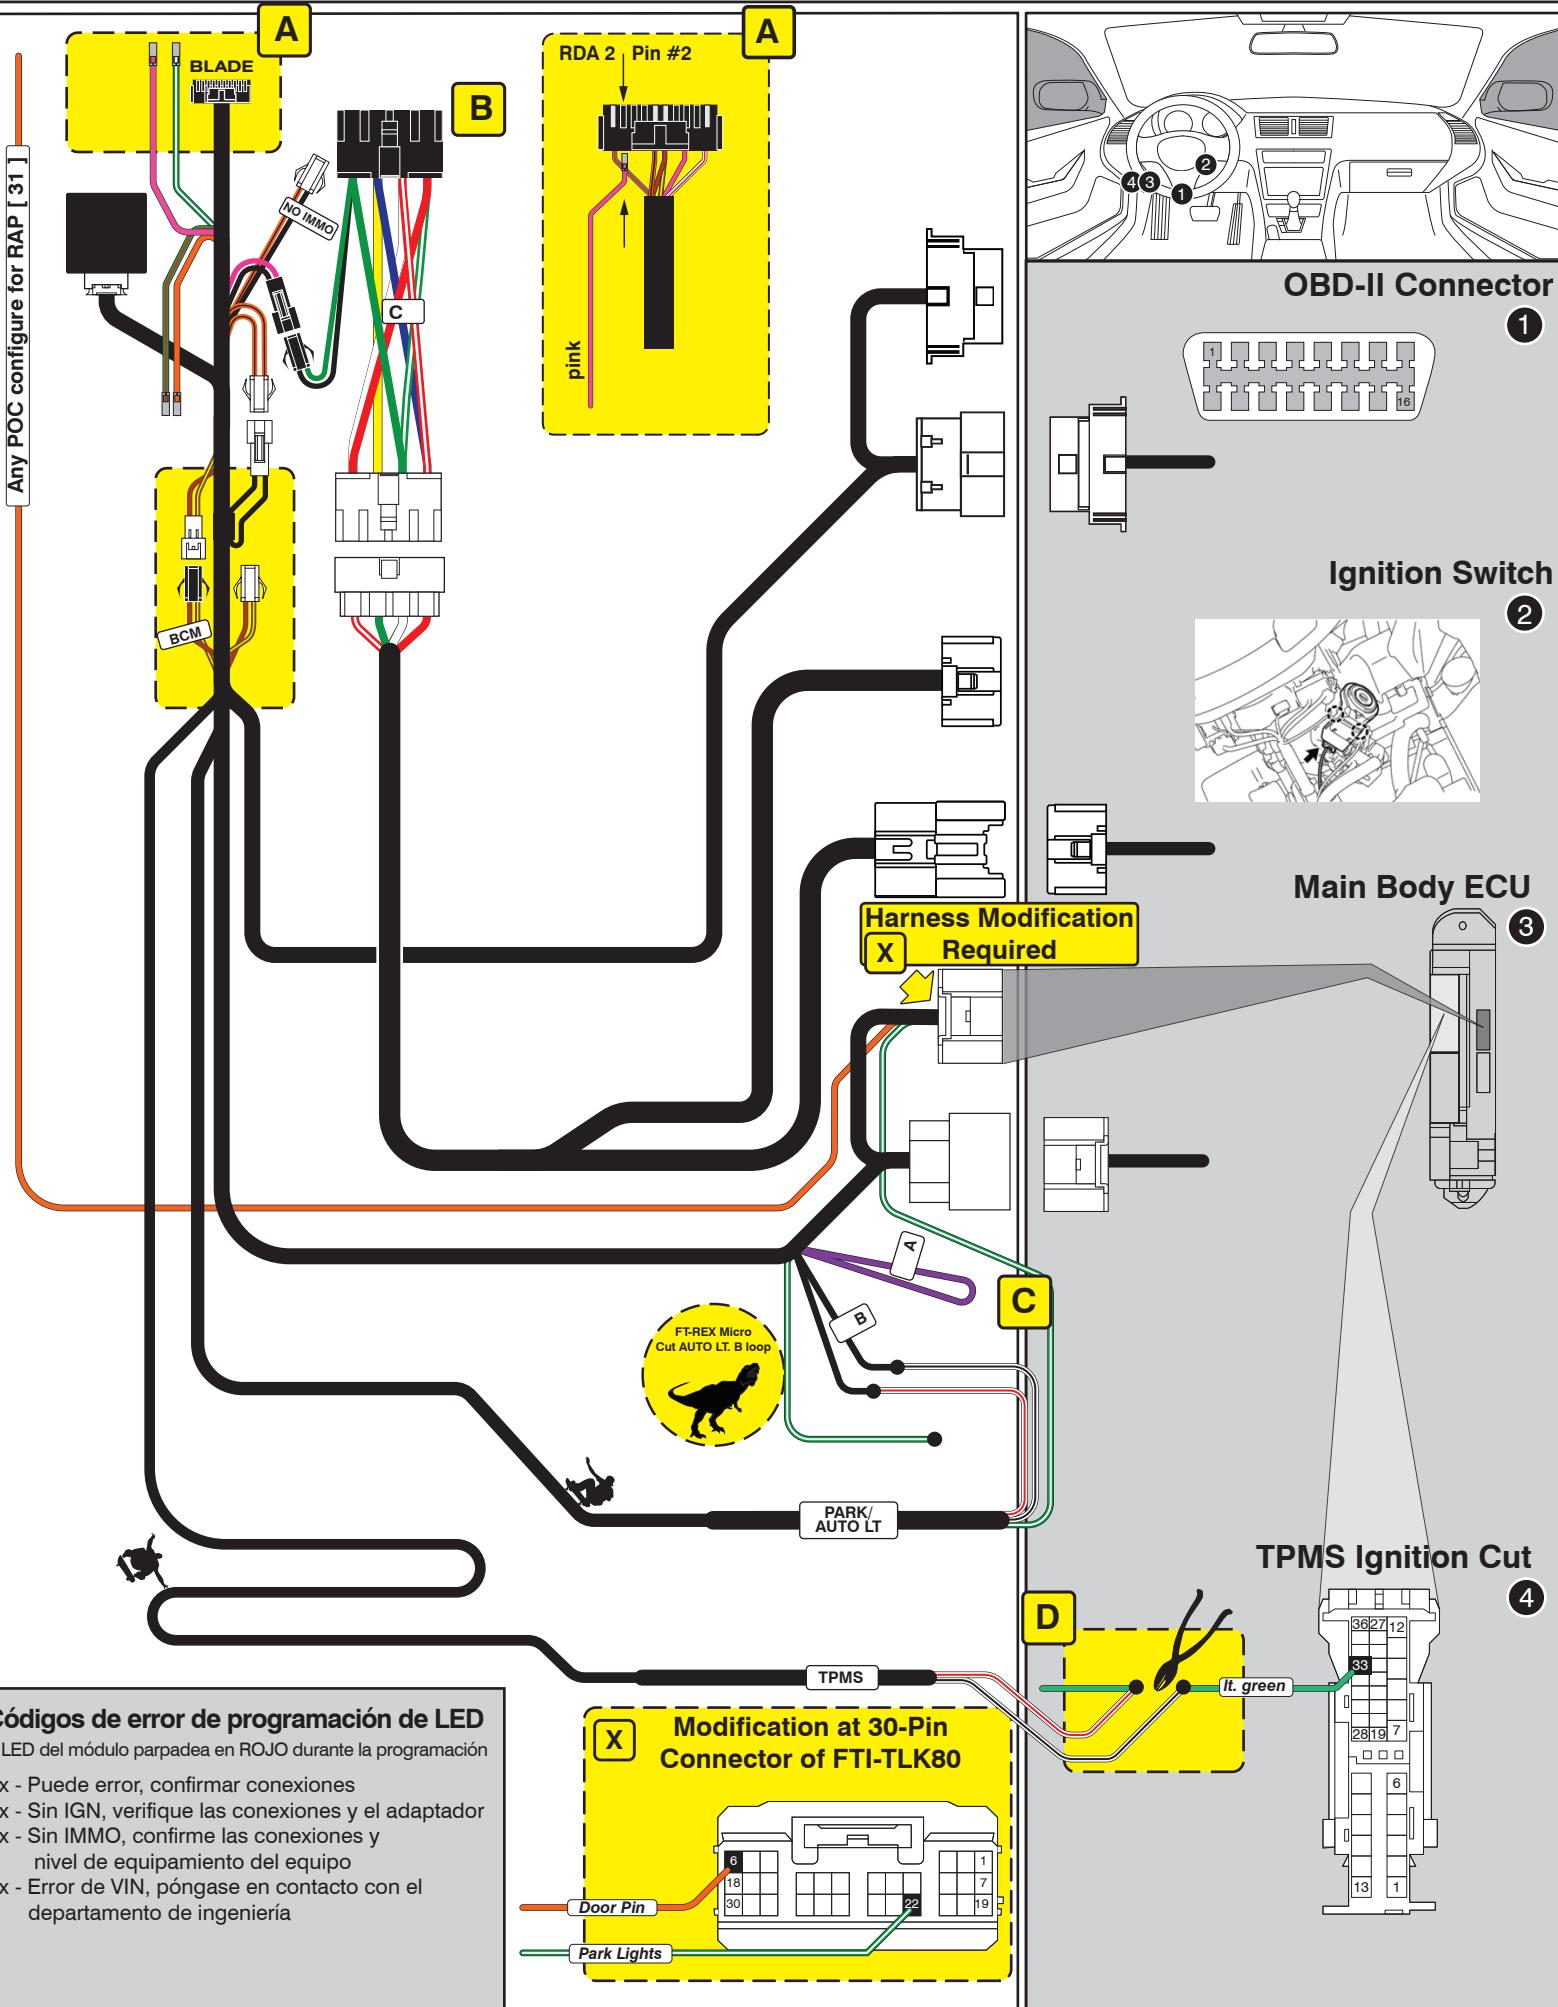 A
BLADE
Any POC configure for RAP [ 31 ]
B
NO IMMO
C
BCM
A
RDA 2 Pin #2
pink
2
4 3
1
OBD-II Connector
1
1
16
Ignition Switch
2
Main Body ECU
3
Harness Modification
X Required
A
B
C
FT-REX Micro
Cut AUTO LT. B loop
PARK/
AUTO LT
TPMS Ignition Cut
4
D
TPMS
lt. green
36 27 12
33
28 19 7
6
13 1
Códigos de error de programación de LED
LED del módulo parpadea en ROJO durante la programación
x - Puede error, confirmar conexiones
x - Sin IGN, verifique las conexiones y el adaptador
x - Sin IMMO, confirme las conexiones y
nivel de equipamiento del equipo
x - Error de VIN, póngase en contacto con el
departamento de ingeniería
X
Modification at 30-Pin
Connector of FTI-TLK80
6 1
18 7
30 22 19
Door Pin
Park Lights